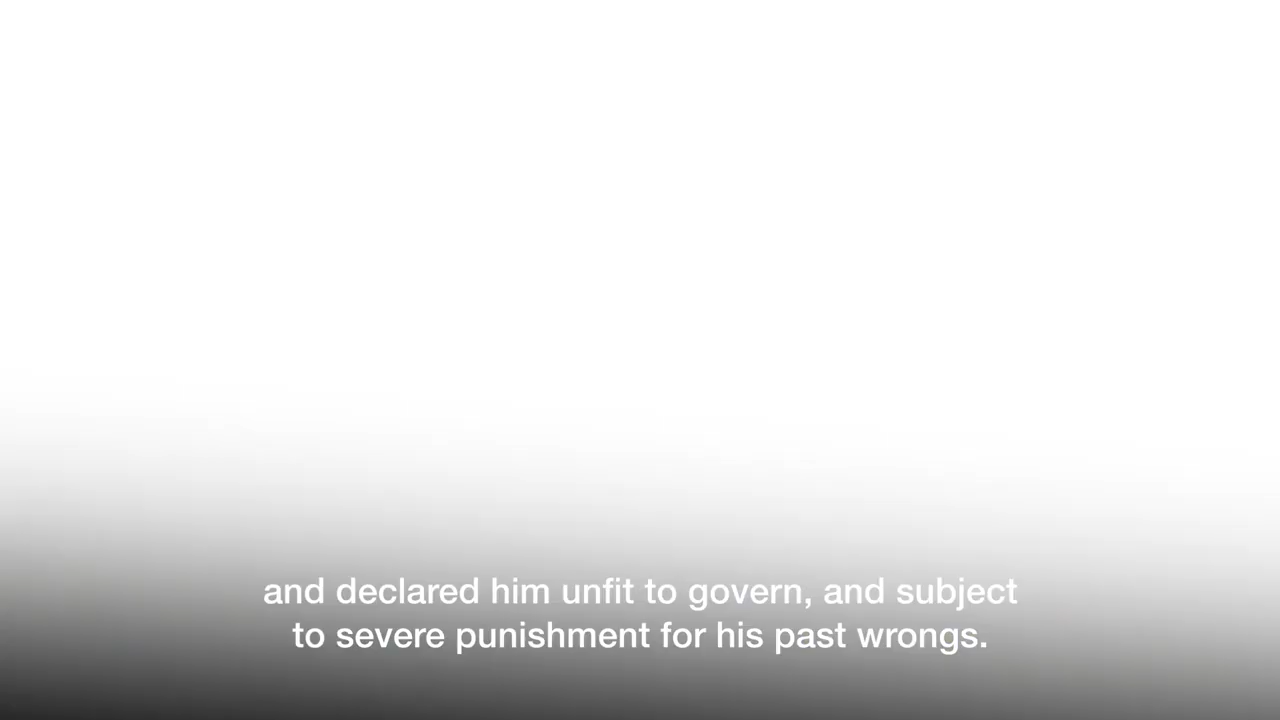 and declared him unfit to govern, and subject
to severe punishment for his past wrongs.